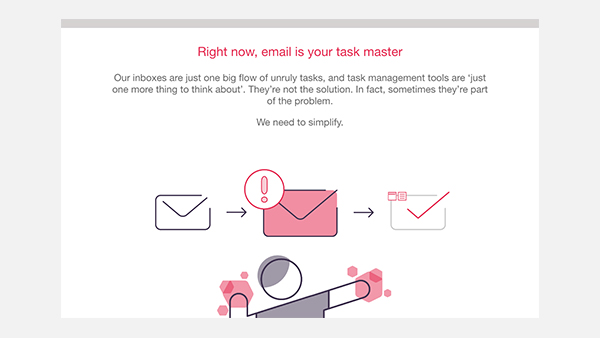 Right now, email is your task master
Our inboxes are just one big flow of unruly tasks, and task management tools are ‘just
one more thing to think about’. They’re not the solution. In fact, sometimes they’re part
of the problem.
We need to simplify.